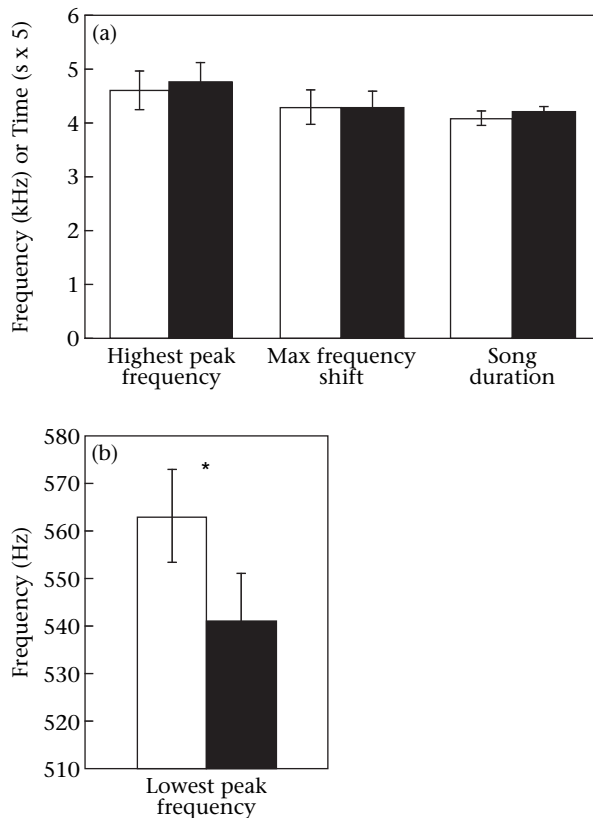 (a)
Frequency (kHz) or Time (s x 5)
6
5
4
3
2
1
0
Highest peak
frequency
Max frequency
shift
Song
duration
(b)
*
Frequency (Hz)
580
570
560
550
540
530
520
510
Lowest peak
frequency